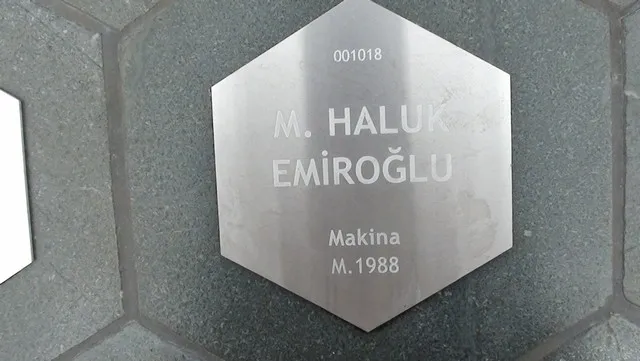 001018
M. HALUK
EMİROĞLU
Makina
M.1988